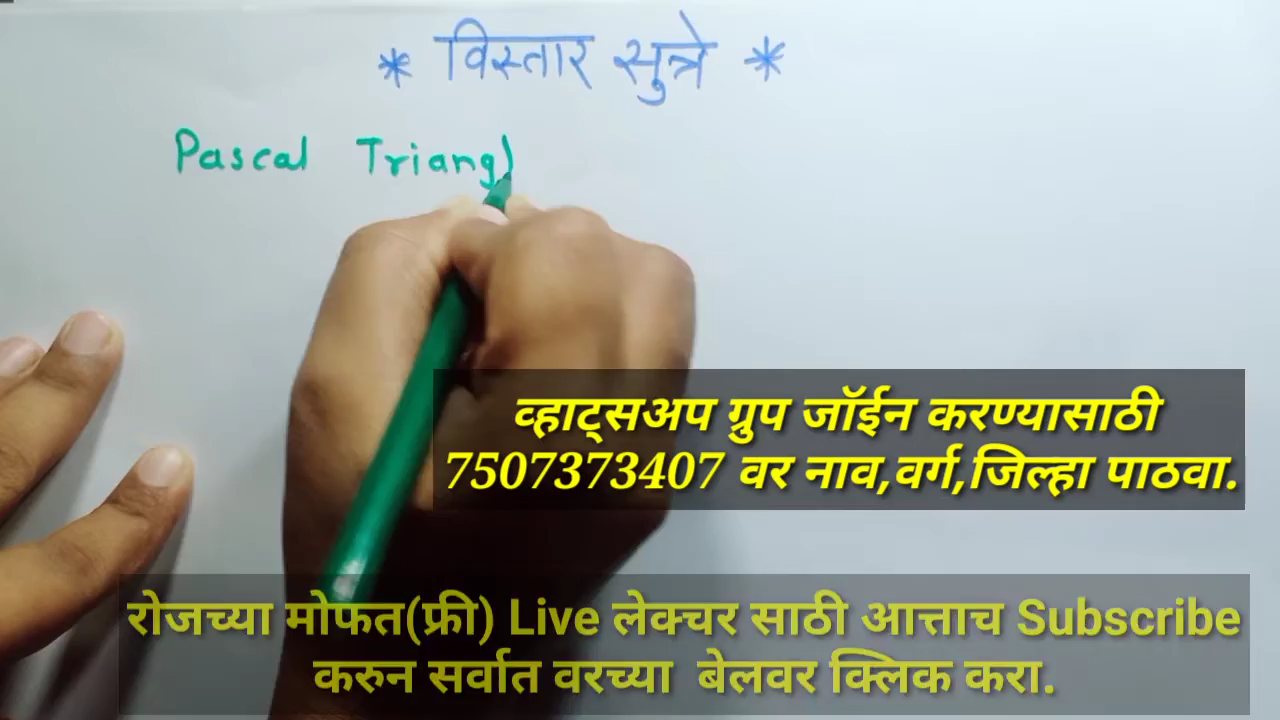 * विस्तार सुत्रे *
Pascal Triangl
व्हाट्सअप ग्रुप जॉईन करण्यासाठी
7507373407 वर नाव,वर्ग,जिल्हा पाठवा.
रोजच्या मोफत(फ्री) Live लेक्चर साठी आत्ताच Subscribe
करुन सर्वात वरच्या बेलवर क्लिक करा.